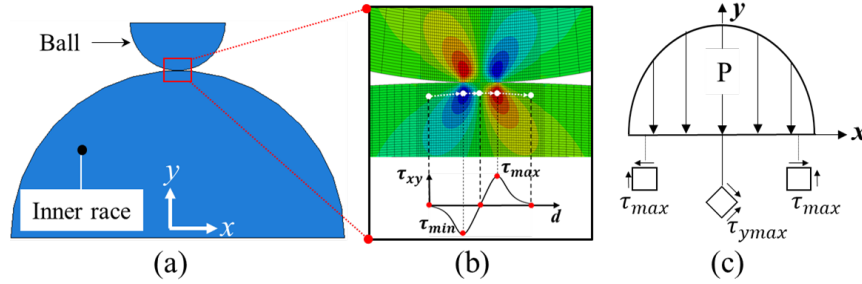 Ball
Inner race
y
x
(a)
τxy
τmax
τmin
d
(b)
y
P
x
τmax
τymax
τmax
(c)